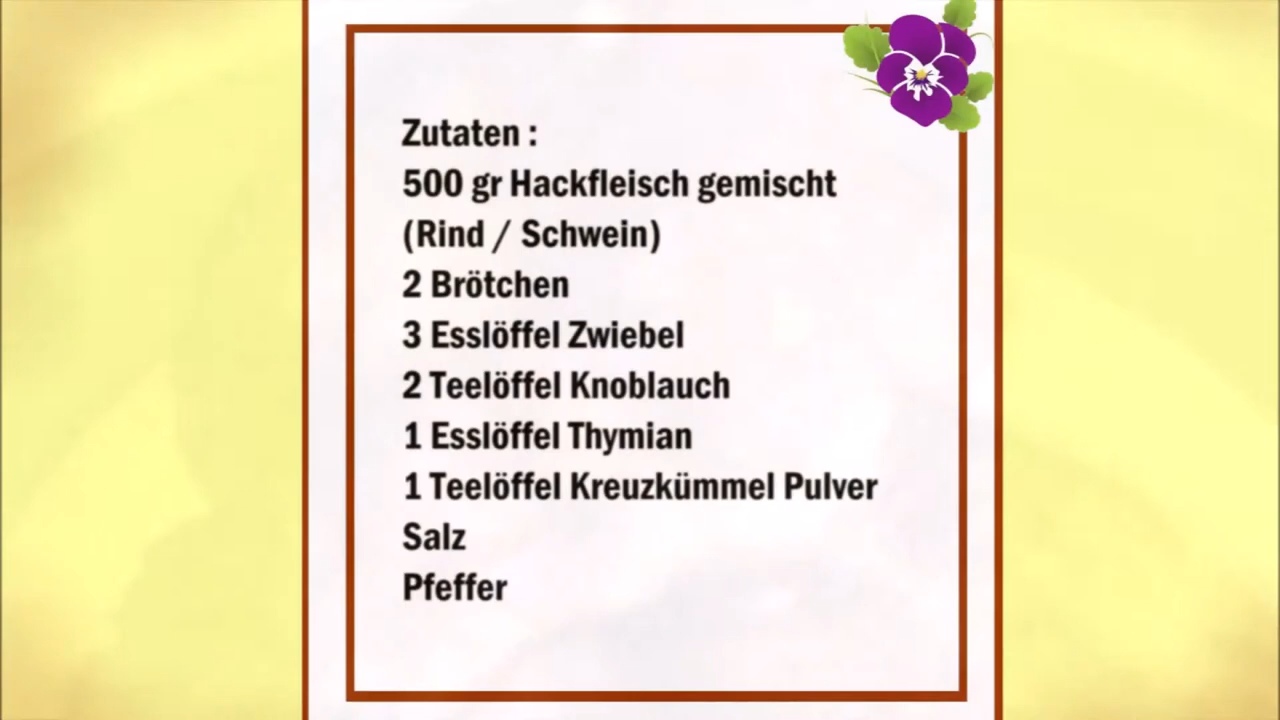 Zutaten :
500 gr Hackfleisch gemischt
(Rind / Schwein)
2 Brötchen
3 Esslöffel Zwiebel
2 Teelöffel Knoblauch
1 Esslöffel Thymian
1 Teelöffel Kreuzkümmel Pulver
Salz
Pfeffer